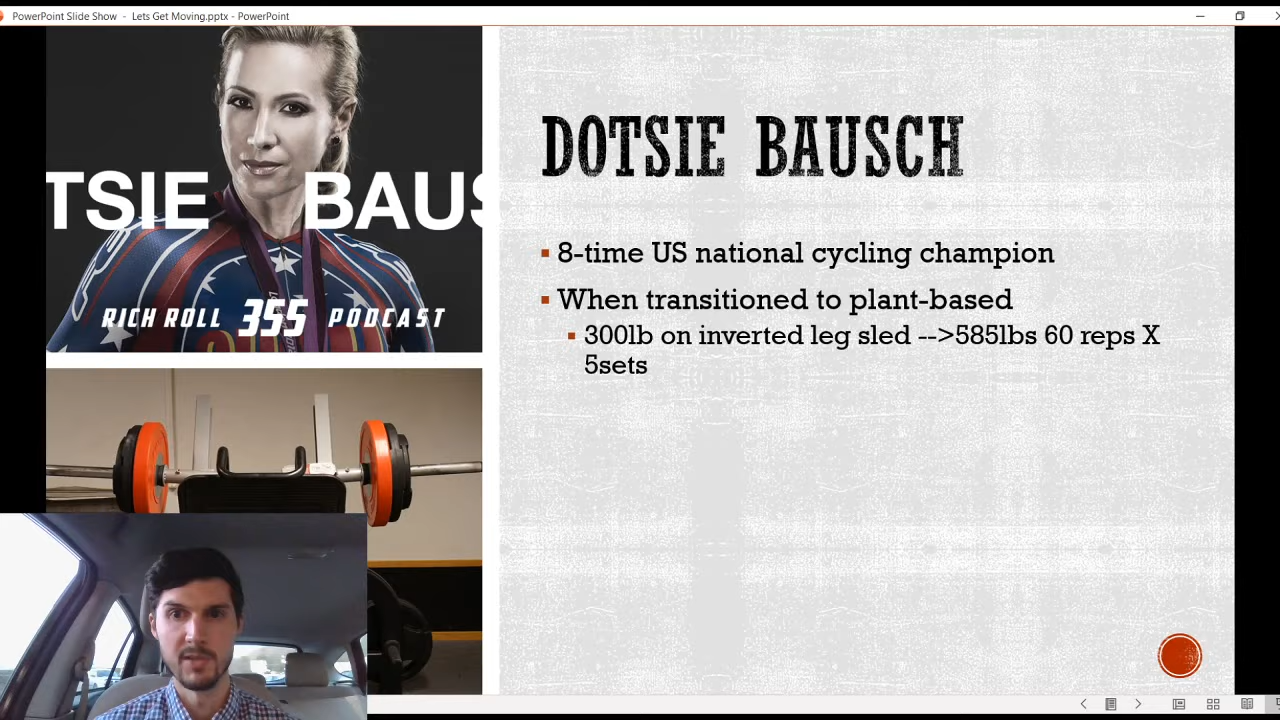 PowerPoint Slide Show - Lets Get Moving.pptx - PowerPoint
TSIE BAUS
RICH ROLL 355 PODCAST
DOTSIE BAUSCH
8-time US national cycling champion
When transitioned to plant-based
300lb on inverted leg sled -->585lbs 60 reps X
5sets